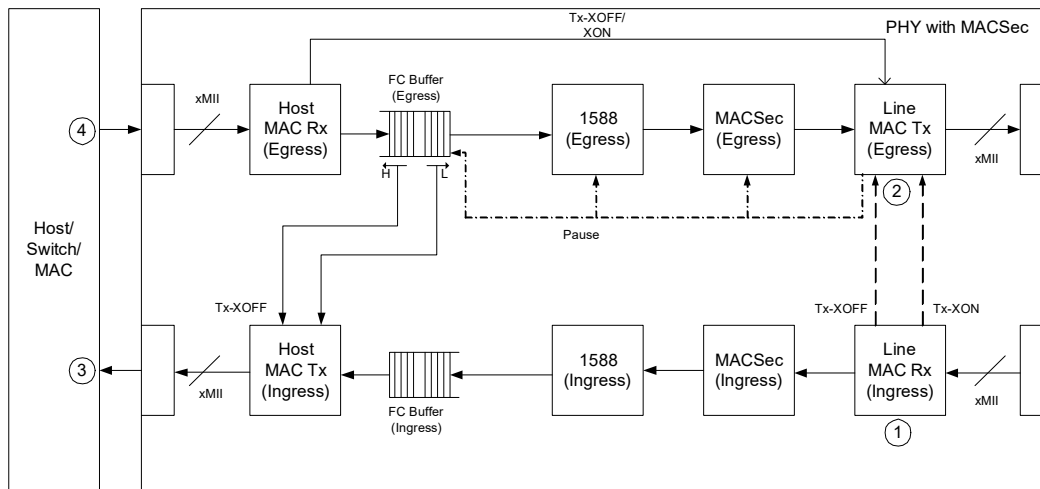 Tx-XOFF/
XON
PHY with MACSec
xMII
Host
MAC Rx
(Egress)
FC Buffer
(Egress)
1588
(Egress)
MACSec
(Egress)
Line
MAC Tx
(Egress)
xMII
4
H
L
2
Pause
Host/
Switch/
MAC
Tx-XOFF
Tx-XOFF
Tx-XON
3
xMII
Host
MAC Tx
(Ingress)
FC Buffer
(Ingress)
1588
(Ingress)
MACSec
(Ingress)
Line
MAC Rx
(Ingress)
xMII
1